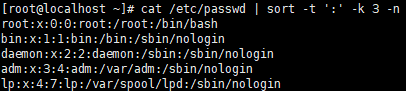 [root@localhost ~]# cat /etc/passwd | sort -t ':' -k 3 -n
root:x:0:0:root:/root:/bin/bash
bin:x:1:1:bin:/bin:/sbin/nologin
daemon:x:2:2:daemon:/sbin:/sbin/nologin
adm:x:3:4:adm:/var/adm:/sbin/nologin
lp:x:4:7:lp:/var/spool/lpd:/sbin/nologin